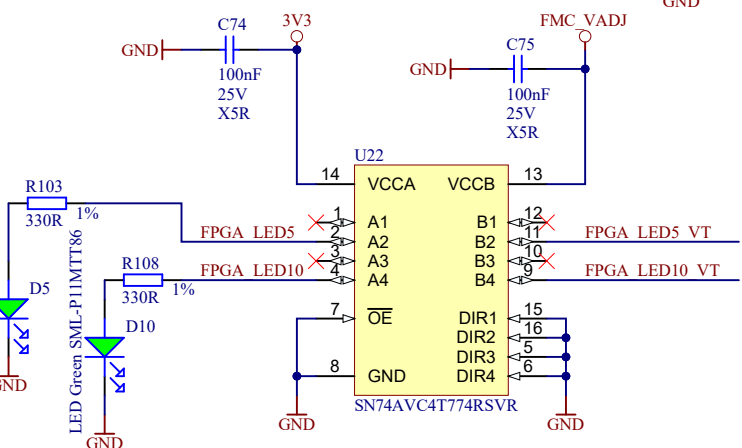 GND
C74
3V3
FMC_VADJ
GND
100nF
25V
X5R
C75
GND
100nF
25V
X5R
U22
14
VCCA
VCCB
13
R103
330R
1%
1
A1
B1
12
FPGA_LED5
2
A2
B2
11
FPGA_LED5_VT
3
A3
B3
10
R108
330R
1%
FPGA_LED10
4
A4
B4
9
FPGA_LED10_VT
D5
GND
LED Green SML-P11MTT86
D10
GND
7
OE
DIR1
15
DIR2
16
DIR3
5
8
GND
DIR4
6
SN74AVC4T774RSVR
GND
GND